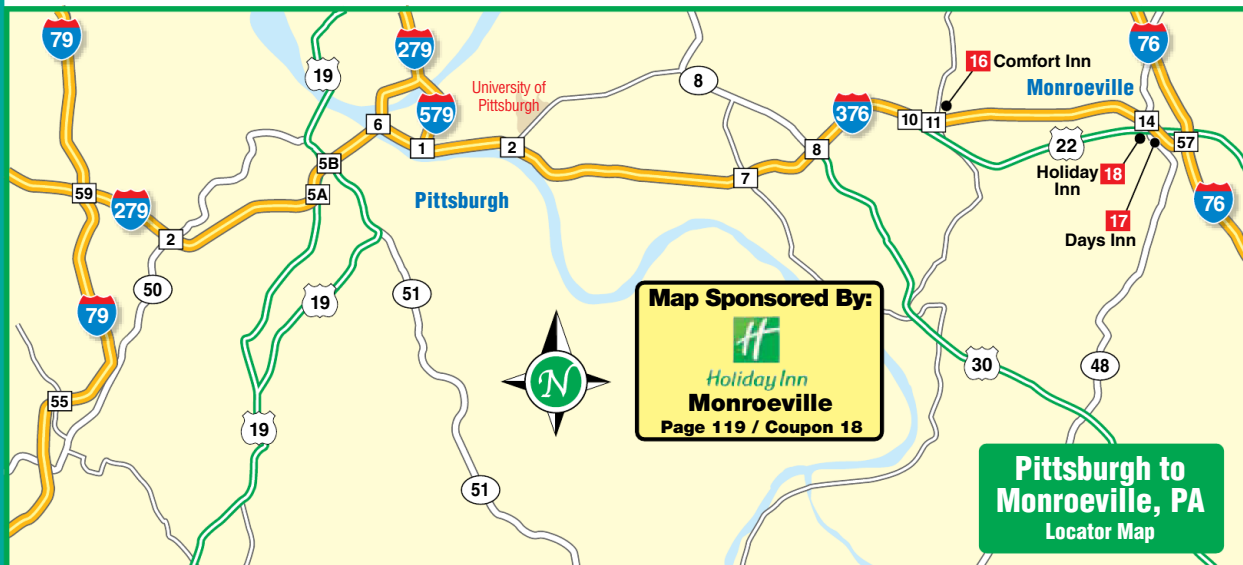 79
19
279
76
16 Comfort Inn
Monroeville
8
University of
Pittsburgh
579
376
6
10
11
14
1
2
8
22
57
5B
5A
7
Holiday 18
Inn
59
279
Pittsburgh
76
17
Days Inn
2
50
51
19
79
Map Sponsored By:
H
Holiday Inn
Monroeville
Page 119 / Coupon 18
N
30
48
55
19
51
Pittsburgh to
Monroeville, PA
Locator Map